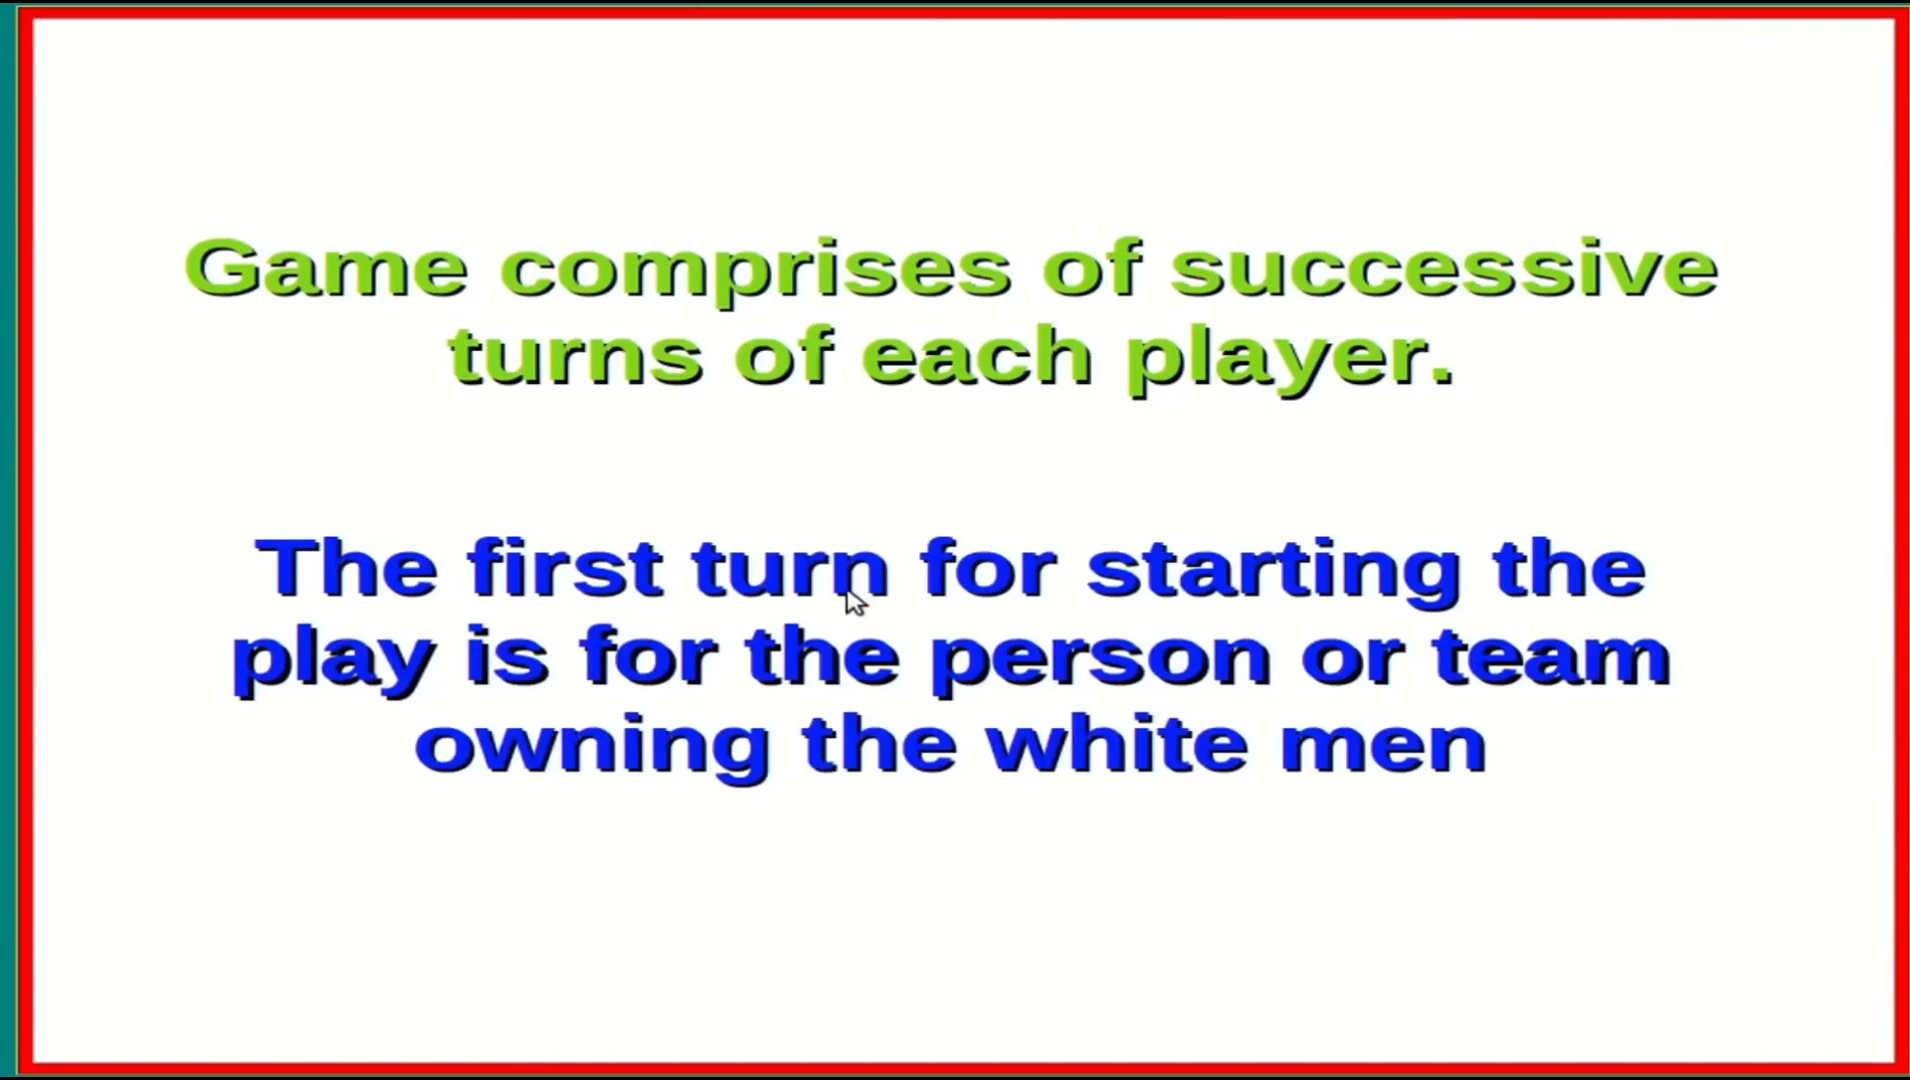 Game comprises of successive
turns of each player.
The first turn for starting the
play is for the person or team
owning the white men